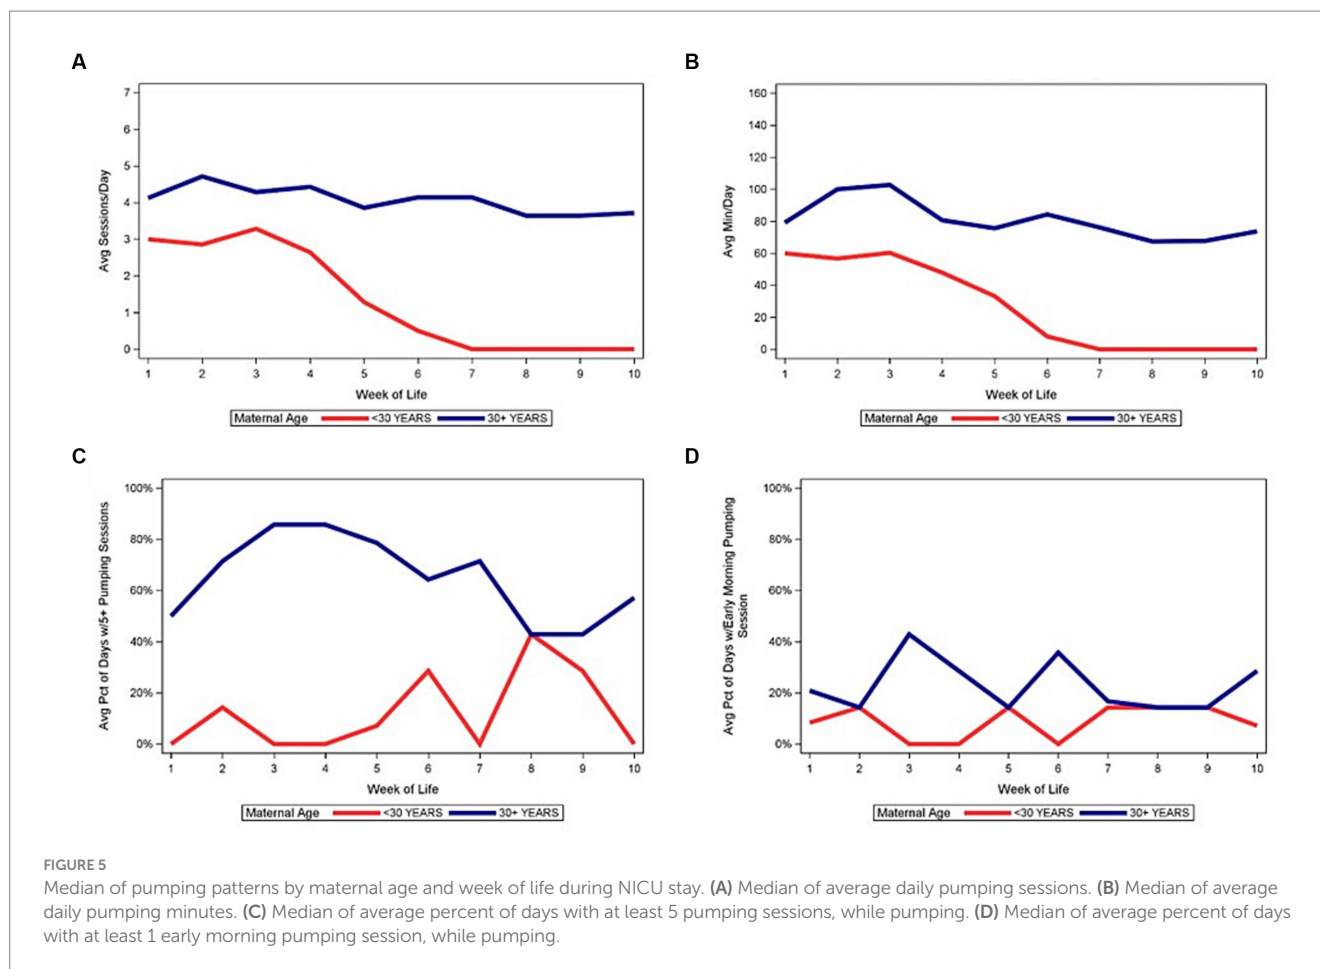 A
7
6
5
4
3
2
1
0
Avg Sessions/Day
1 2 3 4 5 6 7 8 9 10
Week of Life
Maternal Age <30 YEARS 30+ YEARS
B
160
140
120
100
80
60
40
20
0
Avg Min/Day
1 2 3 4 5 6 7 8 9 10
Week of Life
Maternal Age <30 YEARS 30+ YEARS
C
100%
80%
60%
40%
20%
0%
Avg Pct of Days w/5+ Pumping Sessions
1 2 3 4 5 6 7 8 9 10
Week of Life
Maternal Age <30 YEARS 30+ YEARS
D
100%
80%
60%
40%
20%
0%
Avg Pct of Days w/Early Morning Pumping
Session
1 2 3 4 5 6 7 8 9 10
Week of Life
Maternal Age <30 YEARS 30+ YEARS
FIGURE 5
Median of pumping patterns by maternal age and week of life during NICU stay. (A) Median of average daily pumping sessions. (B) Median of average
daily pumping minutes. (C) Median of average percent of days with at least 5 pumping sessions, while pumping. (D) Median of average percent of days
with at least 1 early morning pumping session, while pumping.